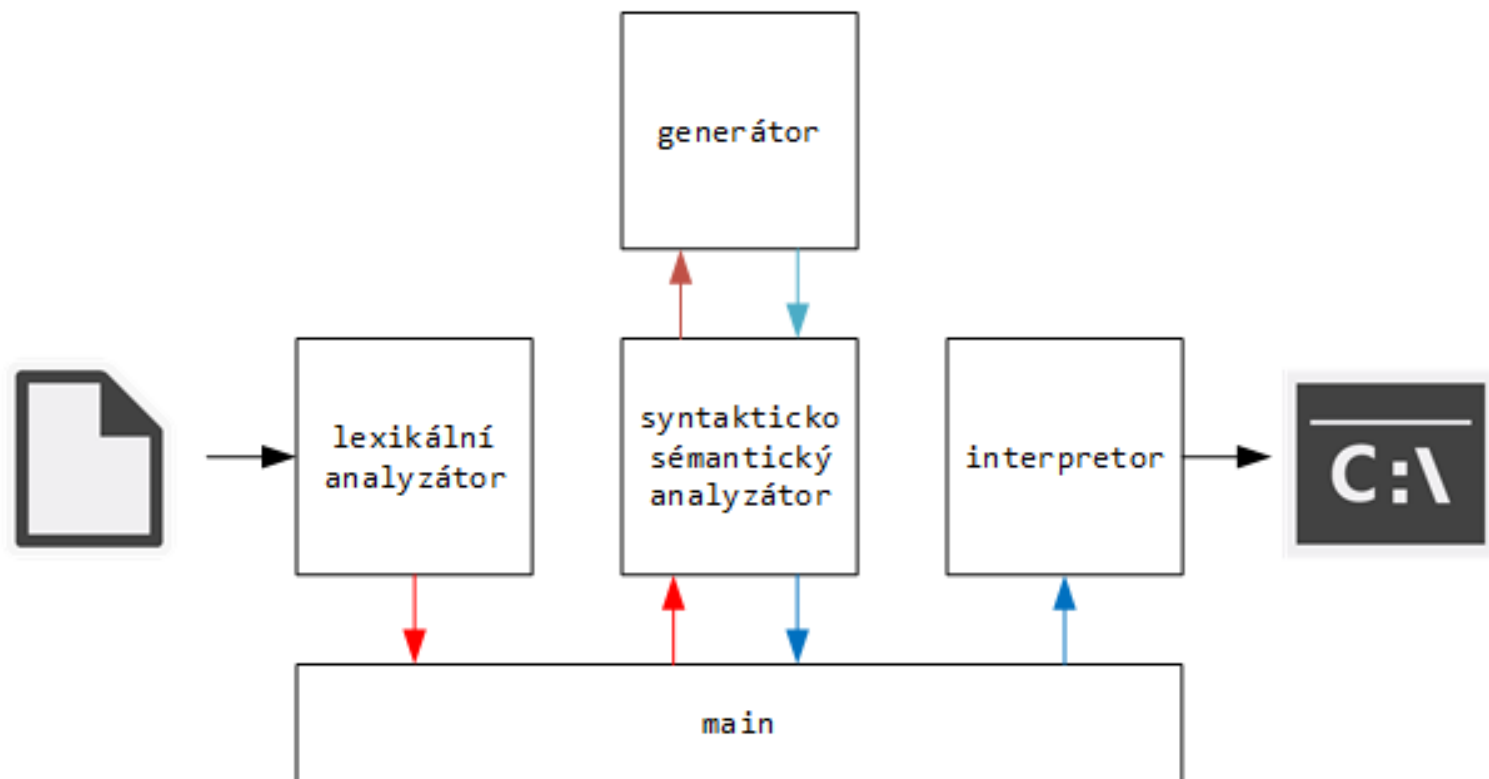 generátor
lexikální
analyzátor
syntakticko
sémantický
analyzátor
interpretor
C:\
main